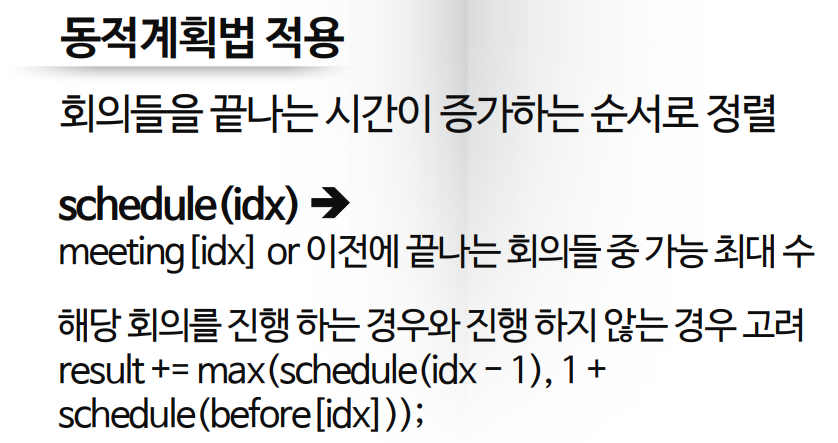 동적계획법 적용
회의들을 끝나는 시간이 증가하는 순서로 정렬
schedule(idx) ➔
meeting[idx] or 이전에 끝나는 회의들 중 가능 최대 수
해당 회의를 진행 하는 경우와 진행 하지 않는 경우 고려
result += max(schedule(idx - 1), 1 +
schedule(before[idx]));